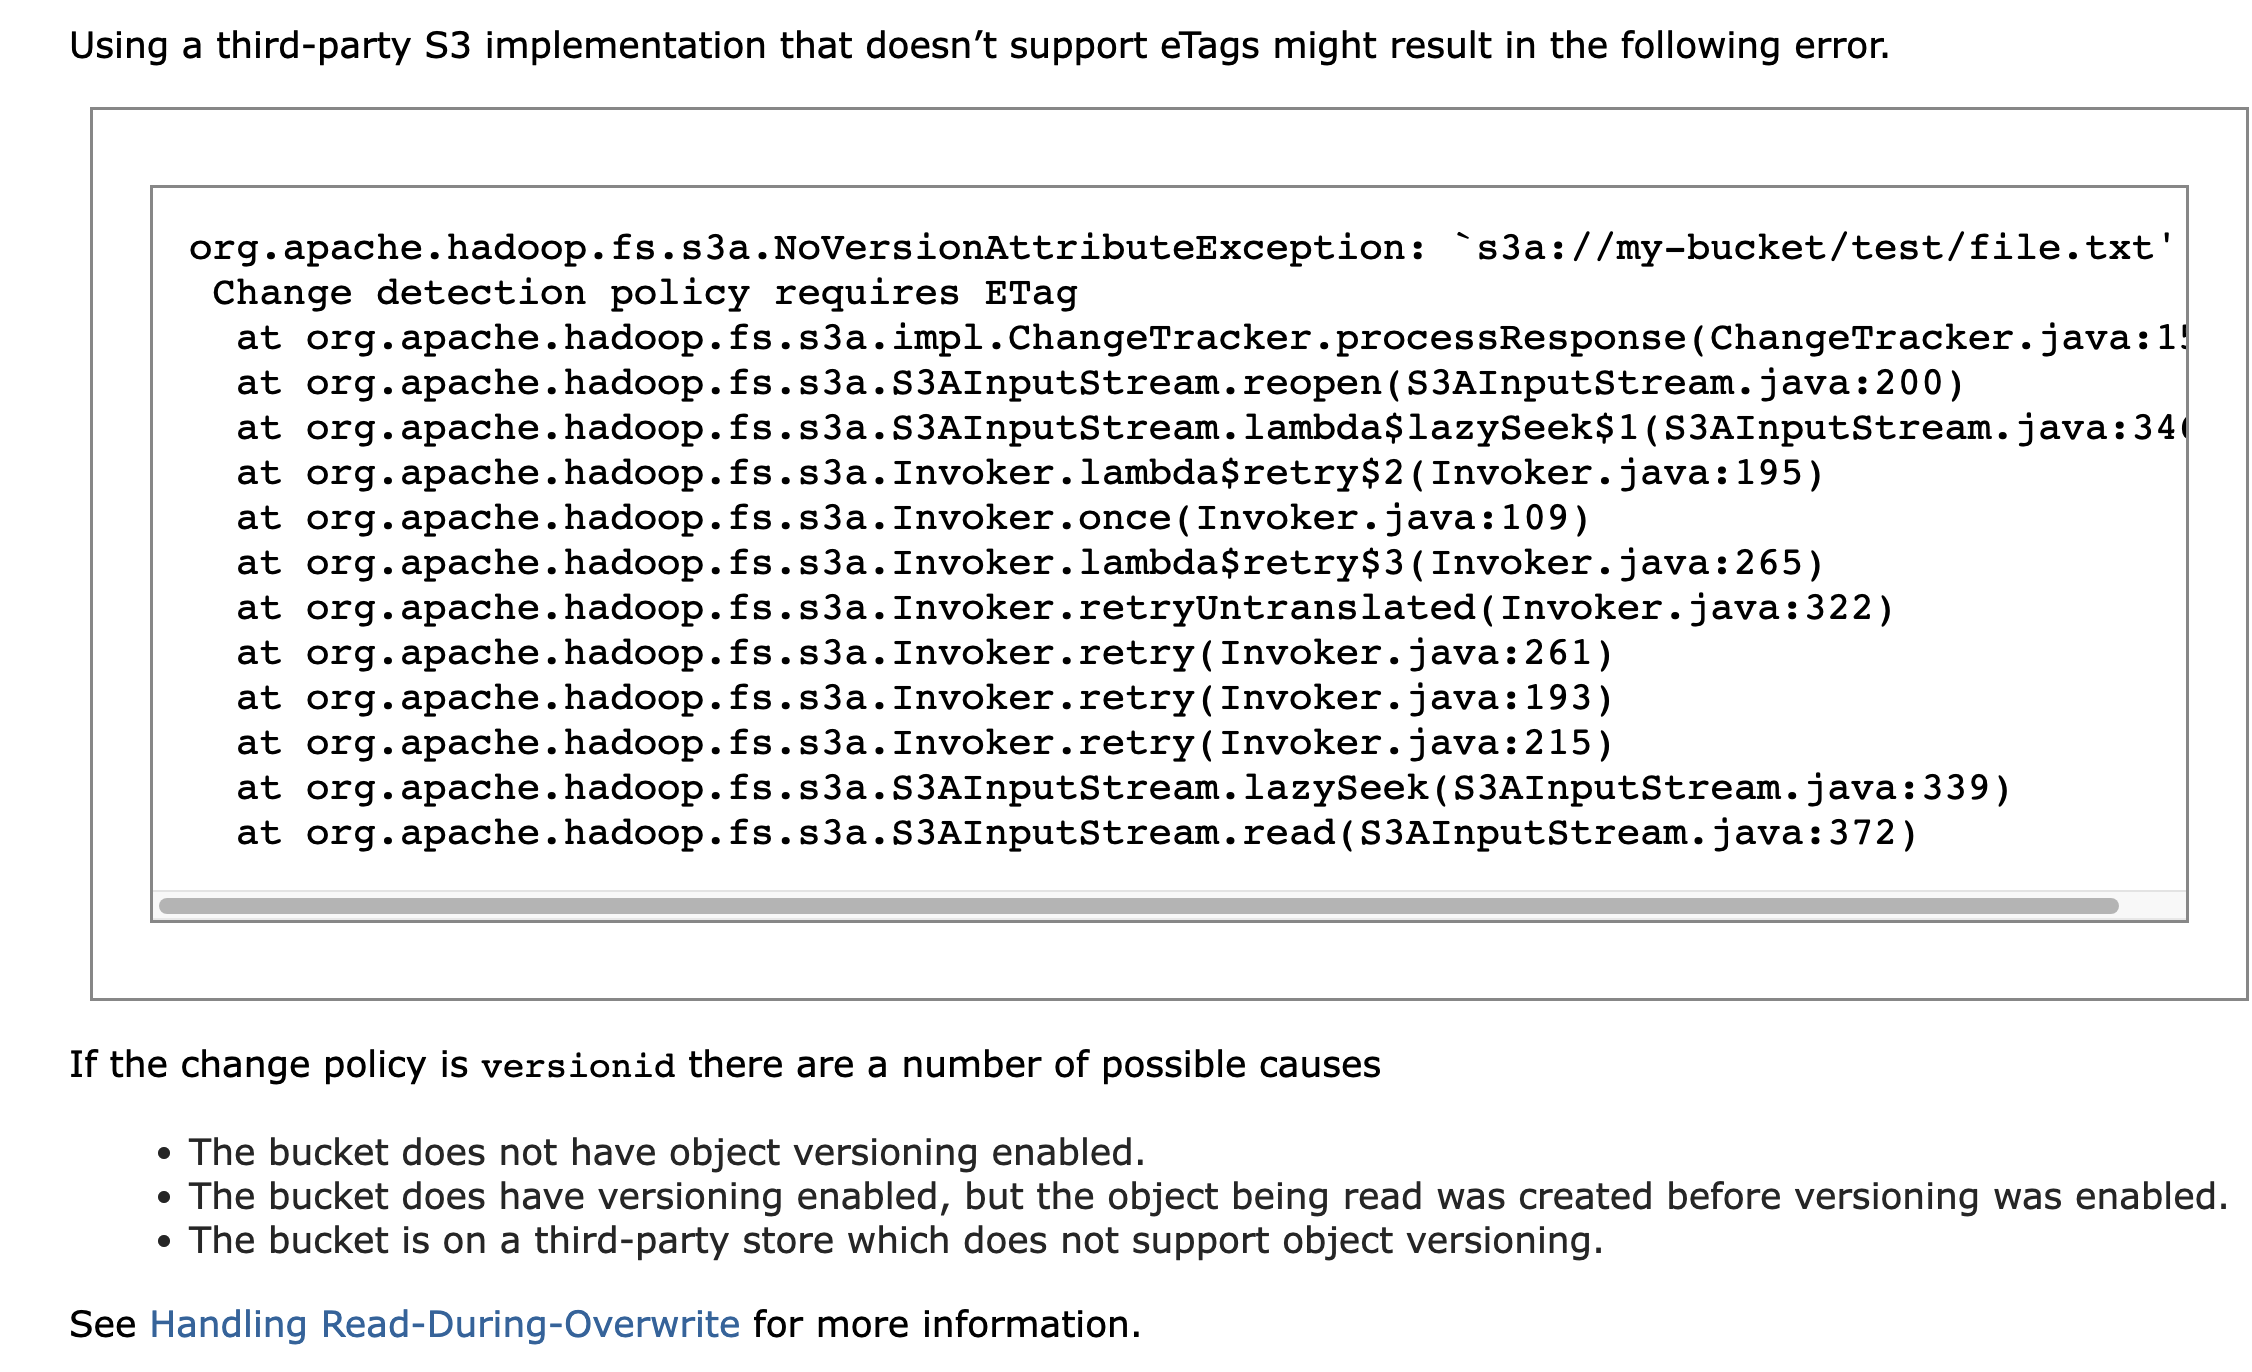 Using a third-party S3 implementation that doesn’t support eTags might result in the following error.
org.apache.hadoop.fs.s3a.NoVersionAttributeException: `s3a://my-bucket/test/file.txt'
Change detection policy requires ETag
at org.apache.hadoop.fs.s3a.impl.ChangeTracker.processResponse(ChangeTracker.java:1
at org.apache.hadoop.fs.s3a.S3AInputStream.reopen(S3AInputStream.java:200)
at org.apache.hadoop.fs.s3a.S3AInputStream.lambda$lazySeek$1(S3AInputStream.java:34
at org.apache.hadoop.fs.s3a.Invoker.lambda$retry$2(Invoker.java:195)
at org.apache.hadoop.fs.s3a.Invoker.once(Invoker.java:109)
at org.apache.hadoop.fs.s3a.Invoker.lambda$retry$3(Invoker.java:265)
at org.apache.hadoop.fs.s3a.Invoker.retryUntranslated(Invoker.java:322)
at org.apache.hadoop.fs.s3a.Invoker.retry(Invoker.java:261)
at org.apache.hadoop.fs.s3a.Invoker.retry(Invoker.java:193)
at org.apache.hadoop.fs.s3a.Invoker.retry(Invoker.java:215)
at org.apache.hadoop.fs.s3a.S3AInputStream.lazySeek(S3AInputStream.java:339)
at org.apache.hadoop.fs.s3a.S3AInputStream.read(S3AInputStream.java:372)
If the change policy is versionid there are a number of possible causes
• The bucket does not have object versioning enabled.
• The bucket does have versioning enabled, but the object being read was created before versioning was enabled.
• The bucket is on a third-party store which does not support object versioning.
See Handling Read-During-Overwrite for more information.